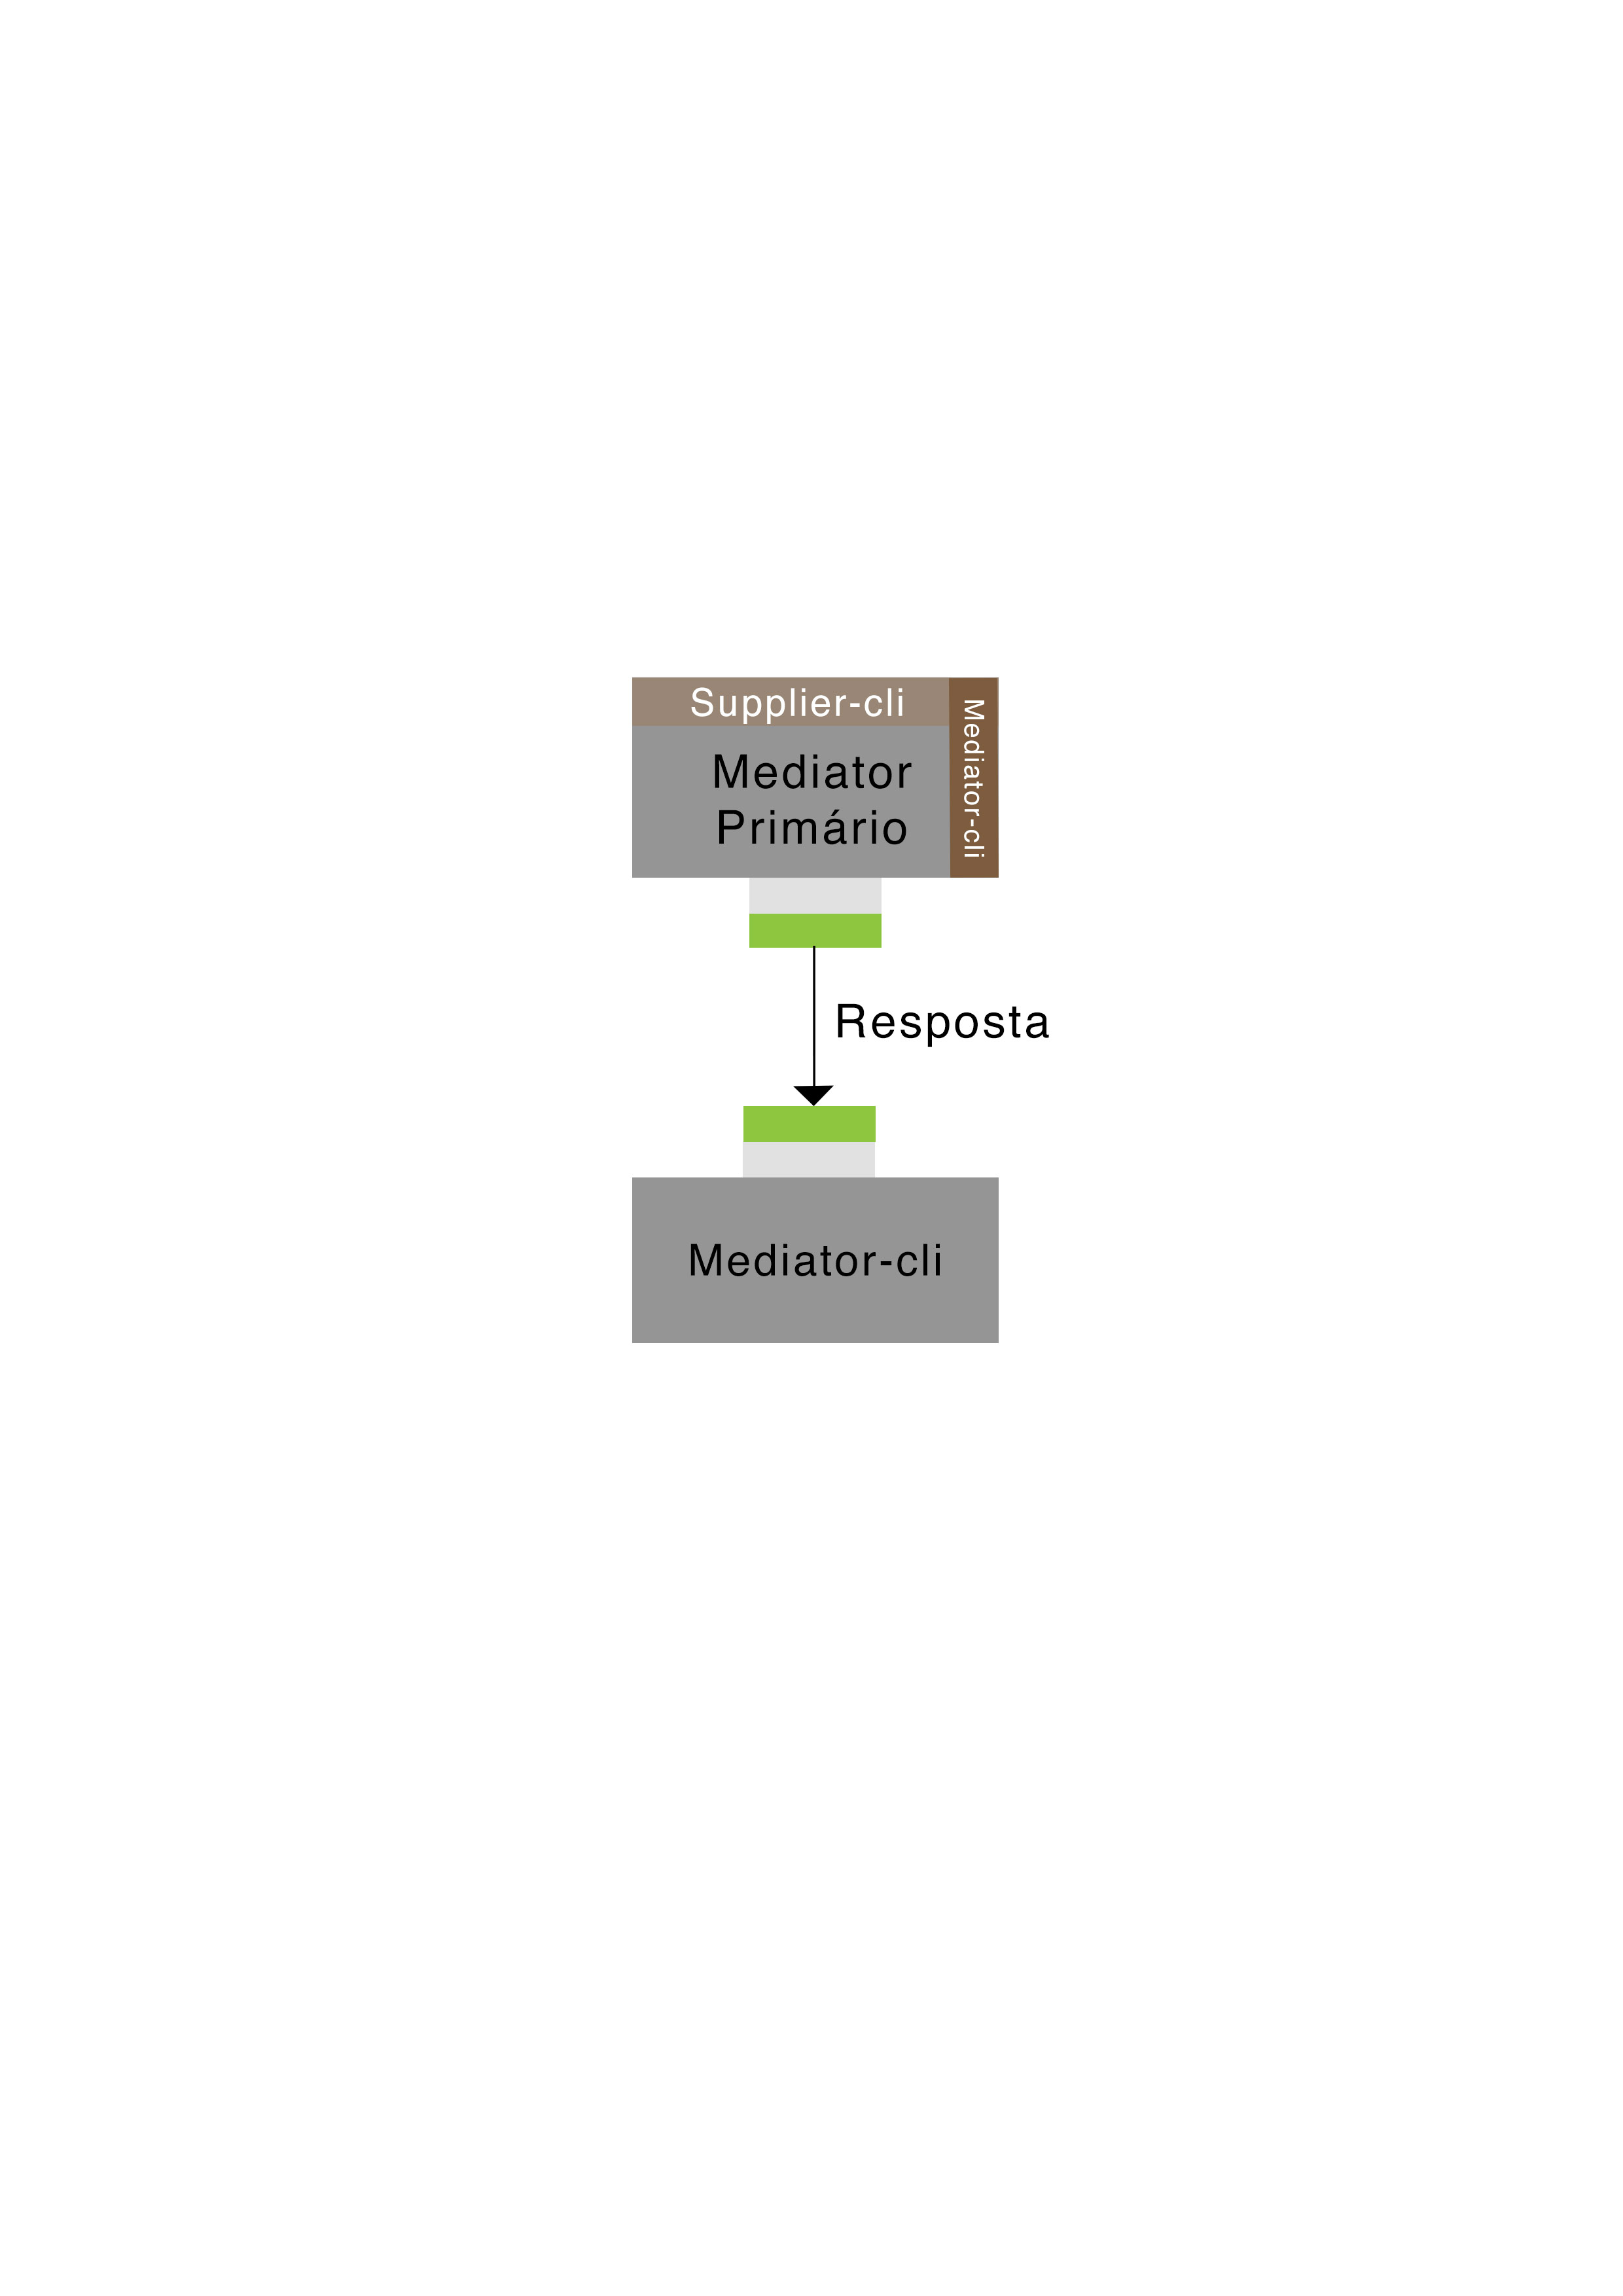 Supplier-cli
Mediator-cli
Mediator
Primário
Resposta
Mediator-cli